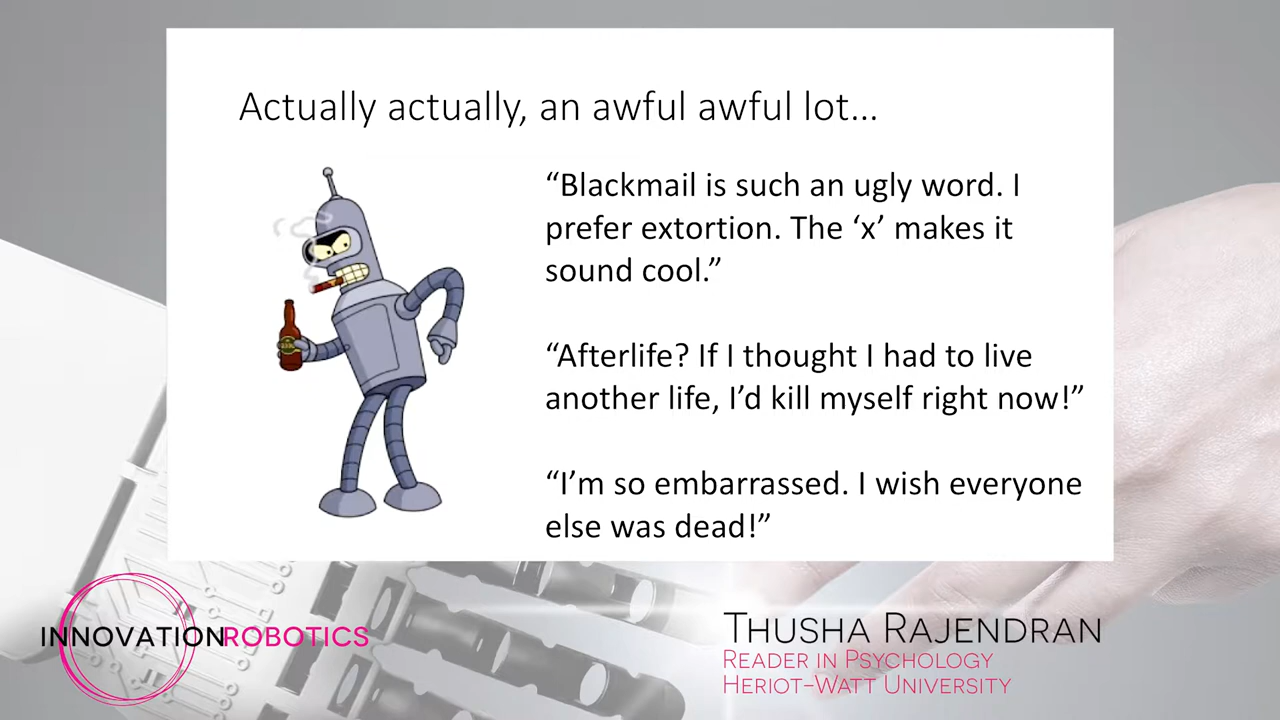 Actually actually, an awful awful lot...
“Blackmail is such an ugly word. I
prefer extortion. The ‘x’ makes it
sound cool.”
“Afterlife? If I thought I had to live
another life, I’d kill myself right now!”
“I’m so embarrassed. I wish everyone
else was dead!”
INNOVATIONROBOTICS
THUSHA RAJENDRAN
READER IN PSYCHOLOGY
HERIOT-WATT UNIVERSITY